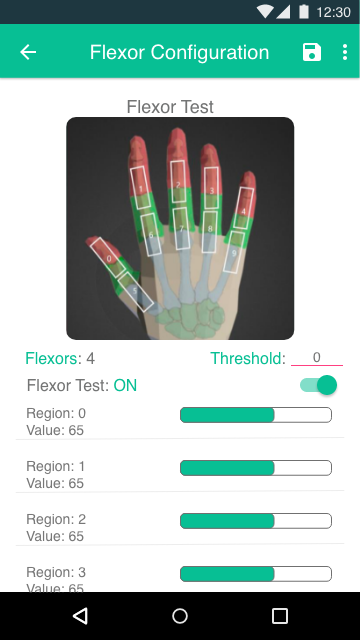 12:30
Flexor Configuration
Flexor Test
2
1
3
4
6
7
8
9
0
5
Flexors: 4
Threshold: 0
Flexor Test: ON
Region: 0
Value: 65
Region: 1
Value: 65
Region: 2
Value: 65
Region: 3
Value: 65